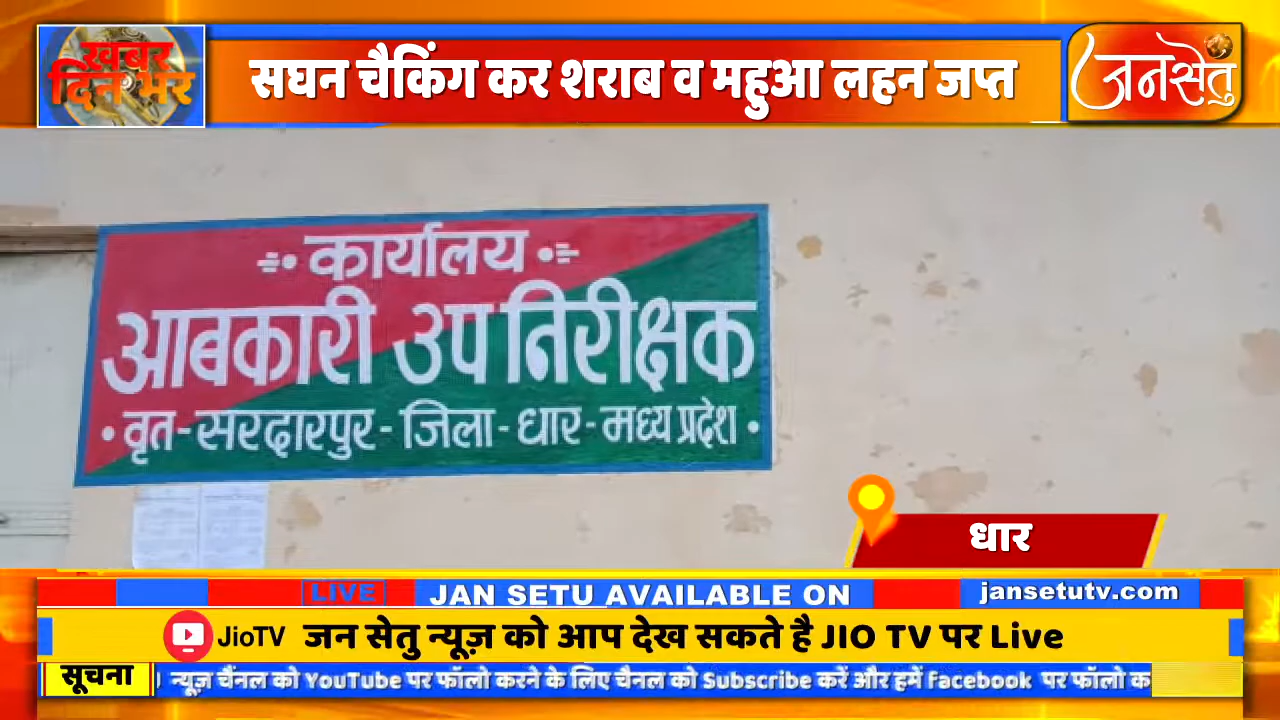 खबर
दिन भर
सघन चैकिंग कर शराब व महुआ लहन जप्त
जनसेतु
कार्यालय
आबकारी उप निरीक्षक
• वृत-सरदारपुर-जिला-धार-मध्य प्रदेश •
धार
LIVE
JAN SETU AVAILABLE ON
jansetutv.com
JioTV जन सेतु न्यूज़ को आप देख सकते है JIO TV पर Live
सूचना
न्यूज़ चैंनल को YouTube पर फॉलो करने के लिए चैनल को Subscribe करें और हमें facebook पर फॉलो क